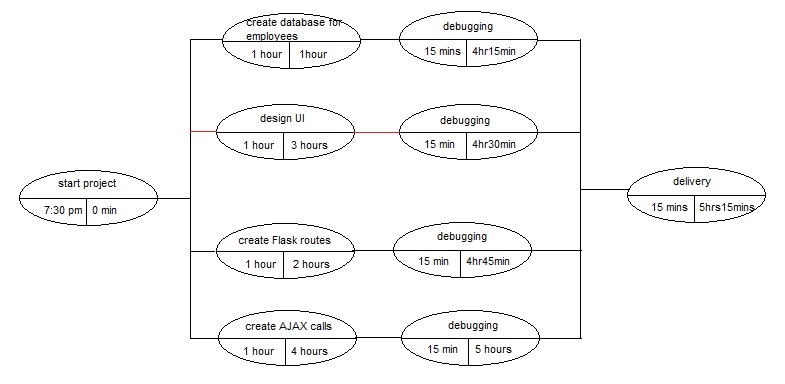 create database for
employees
1 hour 1hour
debugging
15 mins 4hr15min
design UI
1 hour 3 hours
debugging
15 min 4hr30min
start project
7:30 pm 0 min
delivery
15 mins 5hrs15mins
create Flask routes
1 hour 2 hours
debugging
15 min 4hr45min
create AJAX calls
1 hour 4 hours
debugging
15 min 5 hours